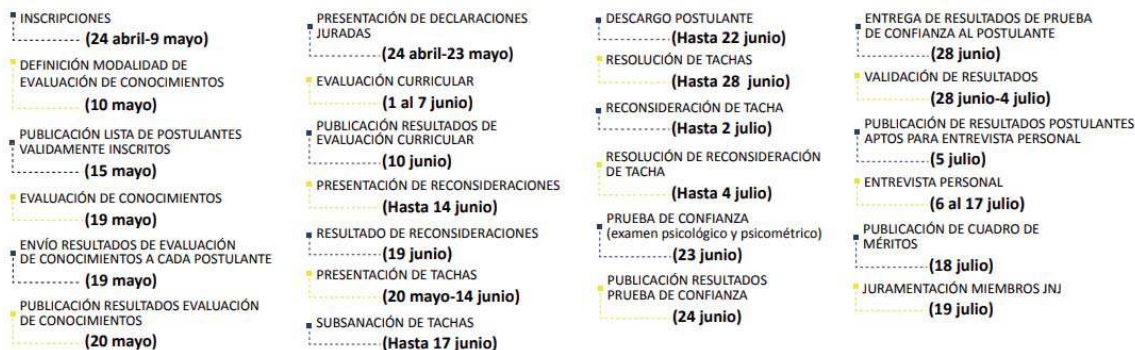 INSCRIPCIONES
(24 abril-9 mayo)
DEFINICIÓN MODALIDAD DE
EVALUACIÓN DE CONOCIMIENTOS
(10 mayo)
PUBLICACIÓN LISTA DE POSTULANTES
VALIDAMENTE INSCRITOS
(15 mayo)
EVALUACIÓN DE CONOCIMIENTOS
(19 mayo)
ENVÍO RESULTADOS DE EVALUACIÓN
DE CONOCIMIENTOS A CADA POSTULANTE
(19 mayo)
PUBLICACIÓN RESULTADOS EVALUACIÓN
DE CONOCIMIENTOS
(20 mayo)
PRESENTACIÓN DE DECLARACIONES
JURADAS
(24 abril-23 mayo)
EVALUACIÓN CURRICULAR
(1 al 7 junio)
PUBLICACIÓN RESULTADOS DE
EVALUACIÓN CURRICULAR
(10 junio)
PRESENTACIÓN DE RECONSIDERACIONES
(Hasta 14 junio)
RESULTADO DE RECONSIDERACIONES
(19 junio)
PRESENTACIÓN DE TACHAS
(20 mayo-14 junio)
SUBSANACIÓN DE TACHAS
(Hasta 17 junio)
DESCARGO POSTULANTE
(Hasta 22 junio)
RESOLUCIÓN DE TACHAS
(Hasta 28 junio)
RECONSIDERACIÓN DE TACHA
(Hasta 2 julio)
RESOLUCIÓN DE RECONSIDERACIÓN
DE TACHA
(Hasta 4 julio)
PRUEBA DE CONFIANZA
(examen psicológico y psicométrico)
(23 junio)
PUBLICACIÓN RESULTADOS
PRUEBA DE CONFIANZA
(24 junio)
ENTREGA DE RESULTADOS DE PRUEBA
DE CONFIANZA AL POSTULANTE
(28 junio)
VALIDACIÓN DE RESULTADOS
(28 junio-4 julio)
PUBLICACIÓN DE RESULTADOS POSTULANTES
APTOS PARA ENTREVISTA PERSONAL
(5 julio)
ENTREVISTA PERSONAL
(6 al 17 julio)
PUBLICACIÓN DE CUADRO DE
MÉRITOS
(18 julio)
JURAMENTACIÓN MIEMBROS JNJ
(19 julio)